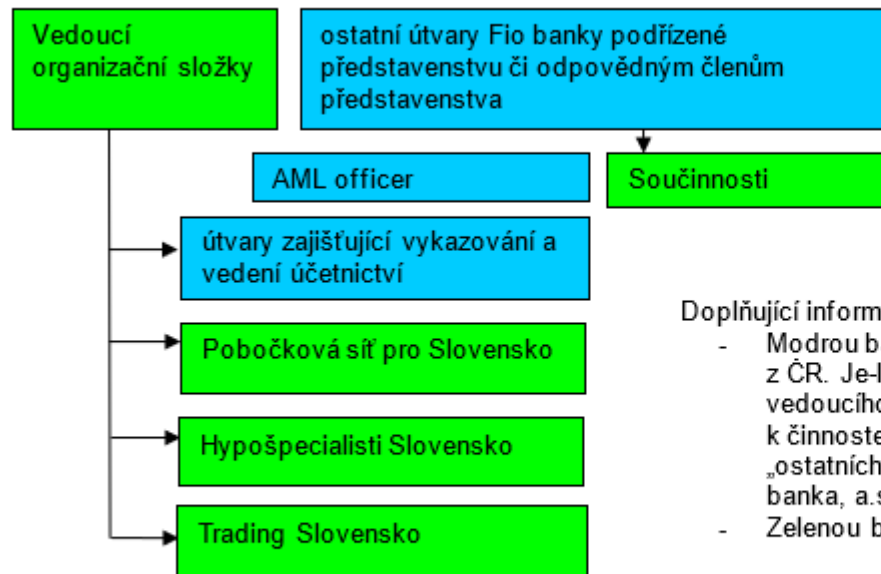 Vedoucí
organizační složky
ostatní útvary Fio banky podřízené
představenstvu či odpovědným členům
představenstva
AML officer
Součinnosti
útvary zajišťující vykazování a
vedení účetnictví
Pobočková síť pro Slovensko
Hypošpecialisti Slovensko
Trading Slovensko
Doplňující inform
- Modrou b
z ČR. Je-l
vedoucího
k činnoste
„ostatních
banka, a.s
- Zelenou b